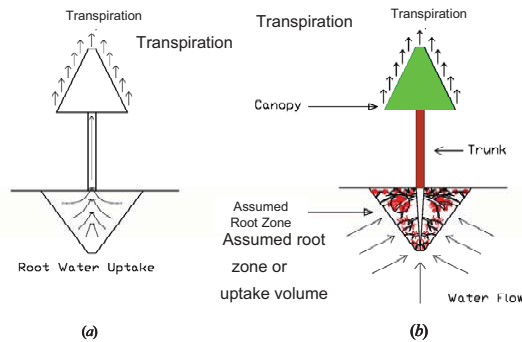 Transpiration
Transpiration
Root Water Uptake
(a)
Transpiration
Transpiration
Canopy
Trunk
Assumed
Root Zone
Assumed root
zone or
uptake volume
Water Flow
(b)